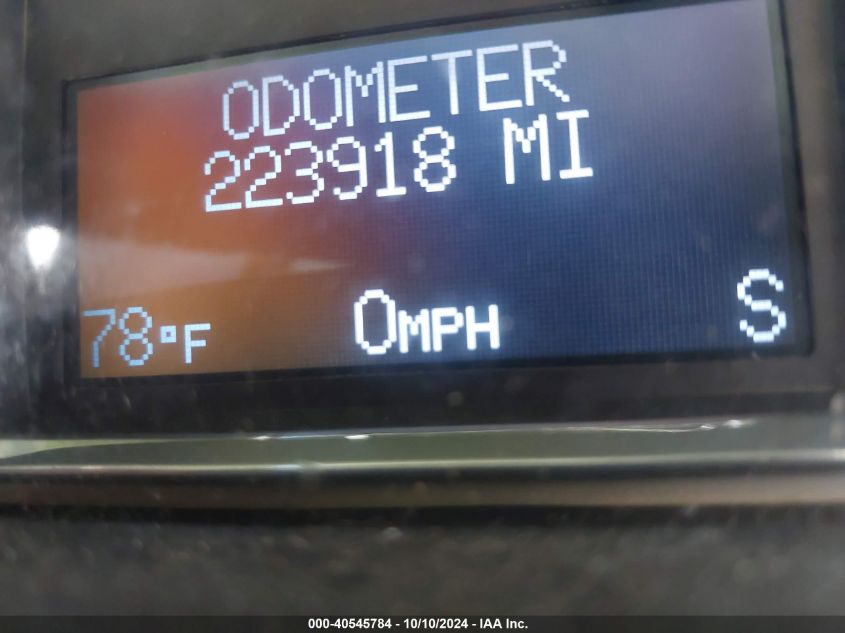 ODOMETER
223918 MI
78°F 0MPH S
000-40545784 - 10/10/2024 - IAA Inc.